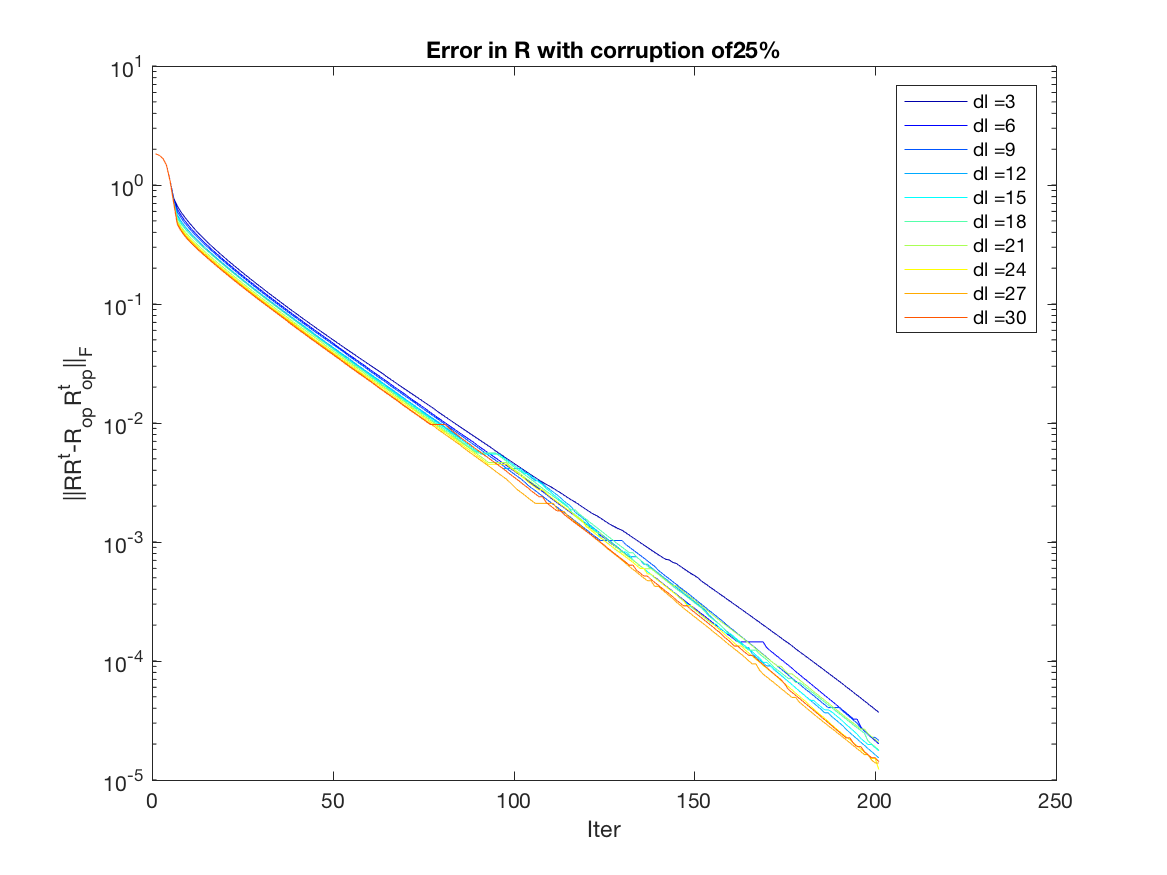 Error in R with corruption of25%
10^1
10^0
10^-1
10^-2
10^-3
10^-4
10^-5
||RR^t-R_op R^t_op||_F
dl =3
dl =6
dl =9
dl =12
dl =15
dl =18
dl =21
dl =24
dl =27
dl =30
0 50 100 150 200 250
Iter